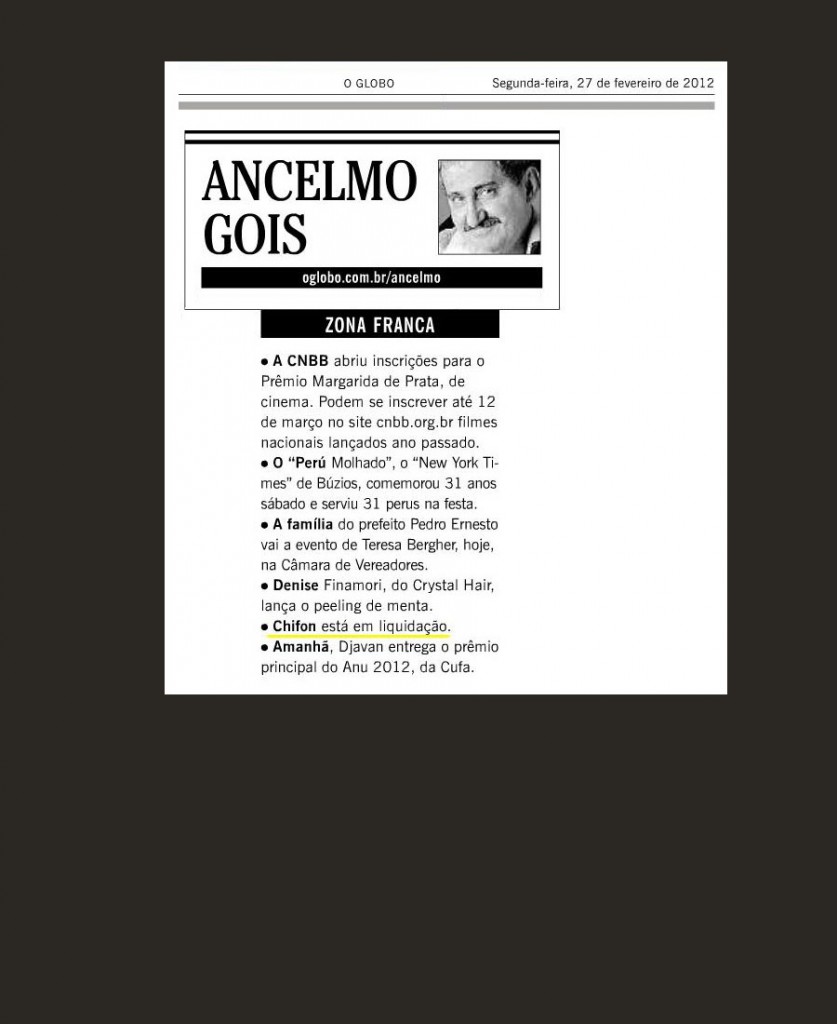 O GLOBO Segunda-feira, 27 de fevereiro de 2012
ANCELMO
GOIS
oglobo.com.br/ancelmo
ZONA FRANCA
● A CNBB abriu inscrições para o
Prêmio Margarida de Prata, de
cinema. Podem se inscrever até 12
de março no site cnbb.org.br filmes
nacionais lançados ano passado.
● O “Perú Molhado”, o “New York Ti-
mes” de Búzios, comemorou 31 anos
sábado e serviu 31 perus na festa.
● A família do prefeito Pedro Ernesto
vai a evento de Teresa Bergher, hoje,
na Câmara de Vereadores.
● Denise Finamori, do Crystal Hair,
lança o peeling de menta.
● Chifon está em liquidação.
● Amanhã, Djavan entrega o prêmio
principal do Anu 2012, da Cufa.